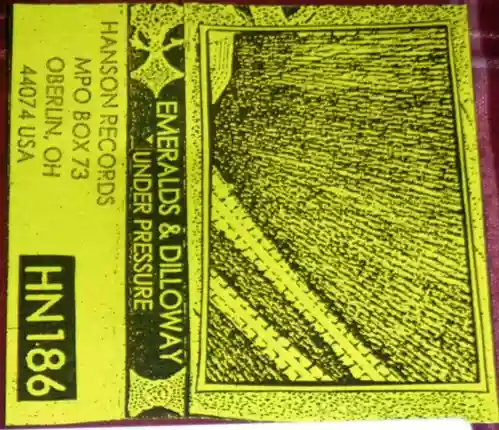 EMERALDS & DILLOWAY
UNDER PRESSURE
HANSON RECORDS
MPO BOX 73
OBERLIN, OH
44074 USA
HN186